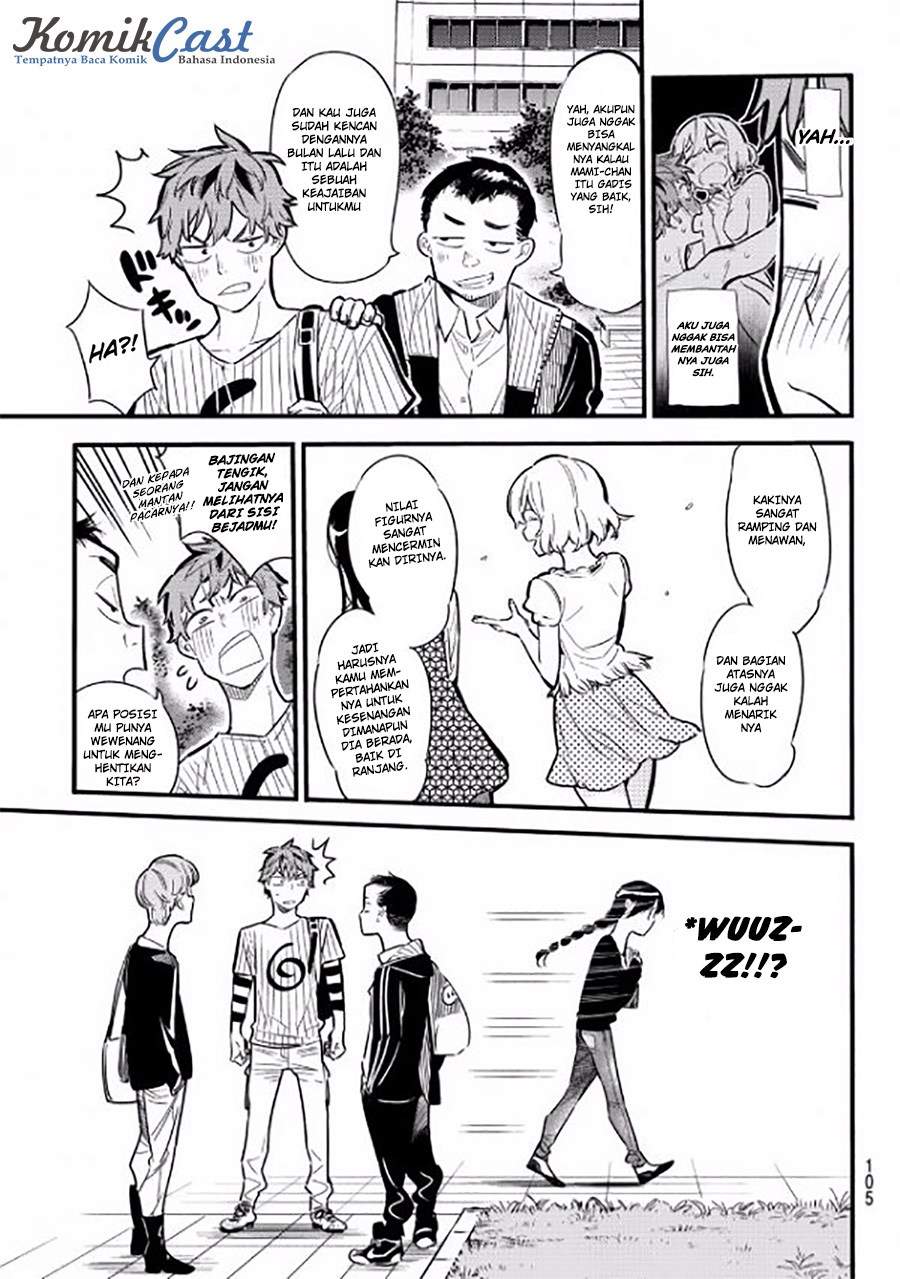 KomikCast
Tempatnya Baca Komik Bahasa Indonesia
YAH...
AKU JUGA
NGGAK BISA
MEMBANTAH
NYA JUGA
SIH.
YAH, AKUPUN
JUGA NGGAK
BISA
MENYANGKAL
NYA KALAU
MAMI-CHAN
ITU GADIS
YANG BAIK,
SIH!
DAN KAU JUGA
SUDAH KENCAN
DENGANNYA
BULAN LALU DAN
ITU ADALAH
SEBUAH
KEAJAIBAN
UNTUKMU
ドキッ
HA?!
KAKINYA
SANGAT
RAMPING DAN
MENAWAN,
DAN BAGIAN
ATASNYA
JUGA NGGAK
KALAH
MENARIK
NYA
NILAI
FIGURNYA
SANGAT
MENCERMIN
KAN DIRINYA.
JADI
HARUSNYA
KAMU MEM-
PERTAHANKAN
NYA UNTUK
KESENANGAN
DIMANAPUN
DIA BERADA,
BAIK DI
RANJANG.
BAJINGAN
TENGIK,
JANGAN
MELIHATNYA
DARI SISI
BEJADMU!
DAN KEPADA
SEORANG
MANTAN
PACARNYA!!
APA POSISI
MU PUNYA
WEWENANG
UNTUK MENG-
HENTIKAN
KITA?
*WUUZ-
ZZ!!?
105